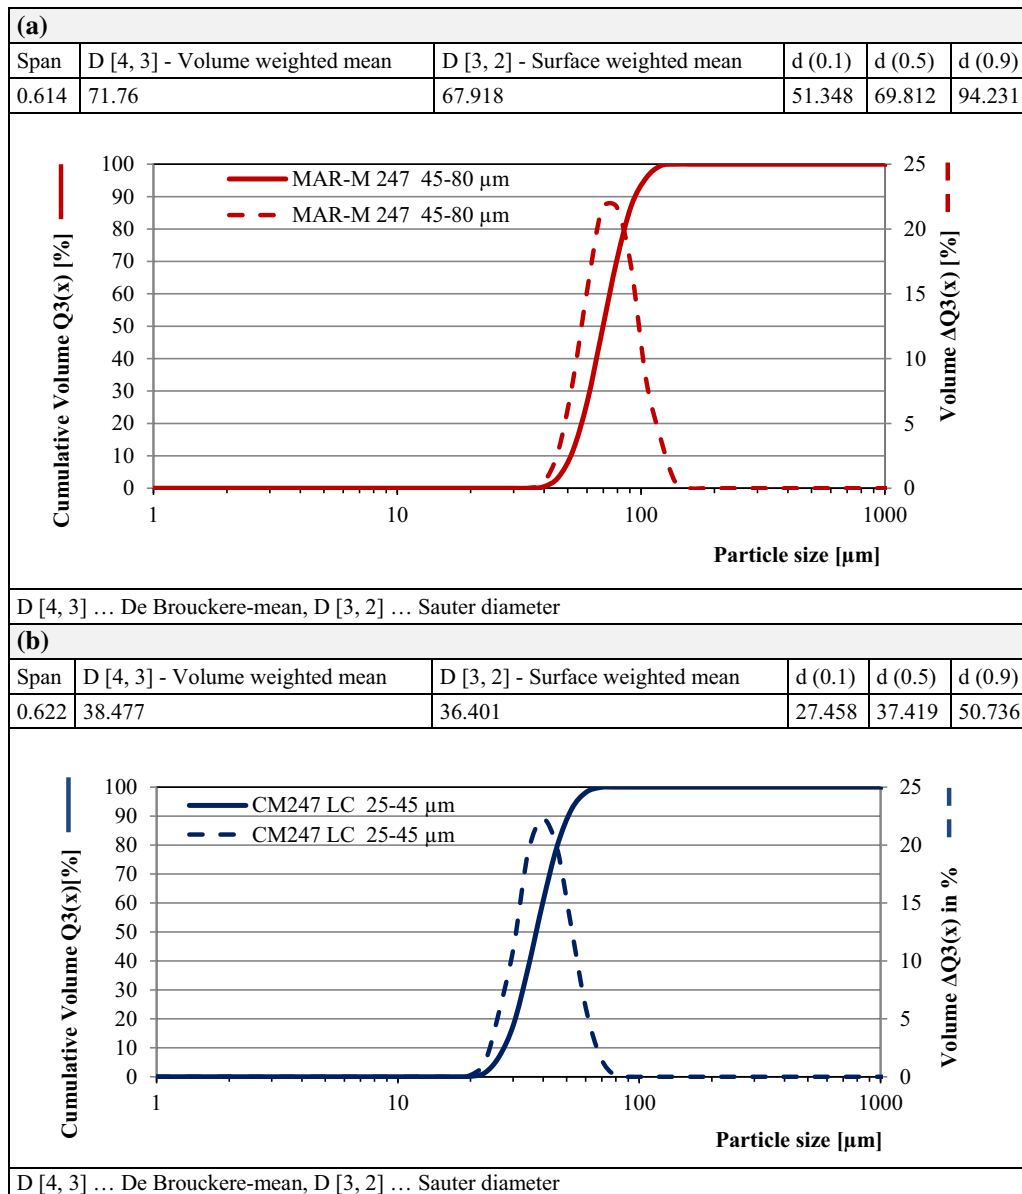 (a)
Span D [4, 3] - Volume weighted mean D [3, 2] - Surface weighted mean d (0.1) d (0.5) d (0.9)
0.614 71.76 67.918 51.348 69.812 94.231
Cumulative Volume Q3(x) [%]
100
90
80
70
60
50
40
30
20
10
0
MAR-M 247 45-80 µm
MAR-M 247 45-80 µm
25
20
15
10
5
0
Volume ΔQ3(x) [%]
1 10 100 1000
Particle size [µm]
D [4, 3] … De Brouckere-mean, D [3, 2] … Sauter diameter
(b)
Span D [4, 3] - Volume weighted mean D [3, 2] - Surface weighted mean d (0.1) d (0.5) d (0.9)
0.622 38.477 36.401 27.458 37.419 50.736
Cumulative Volume Q3(x)[%]
100
90
80
70
60
50
40
30
20
10
0
CM247 LC 25-45 µm
CM247 LC 25-45 µm
25
20
15
10
5
0
Volume ΔQ3(x) in %
1 10 100 1000
Particle size [µm]
D [4, 3] … De Brouckere-mean, D [3, 2] … Sauter diameter